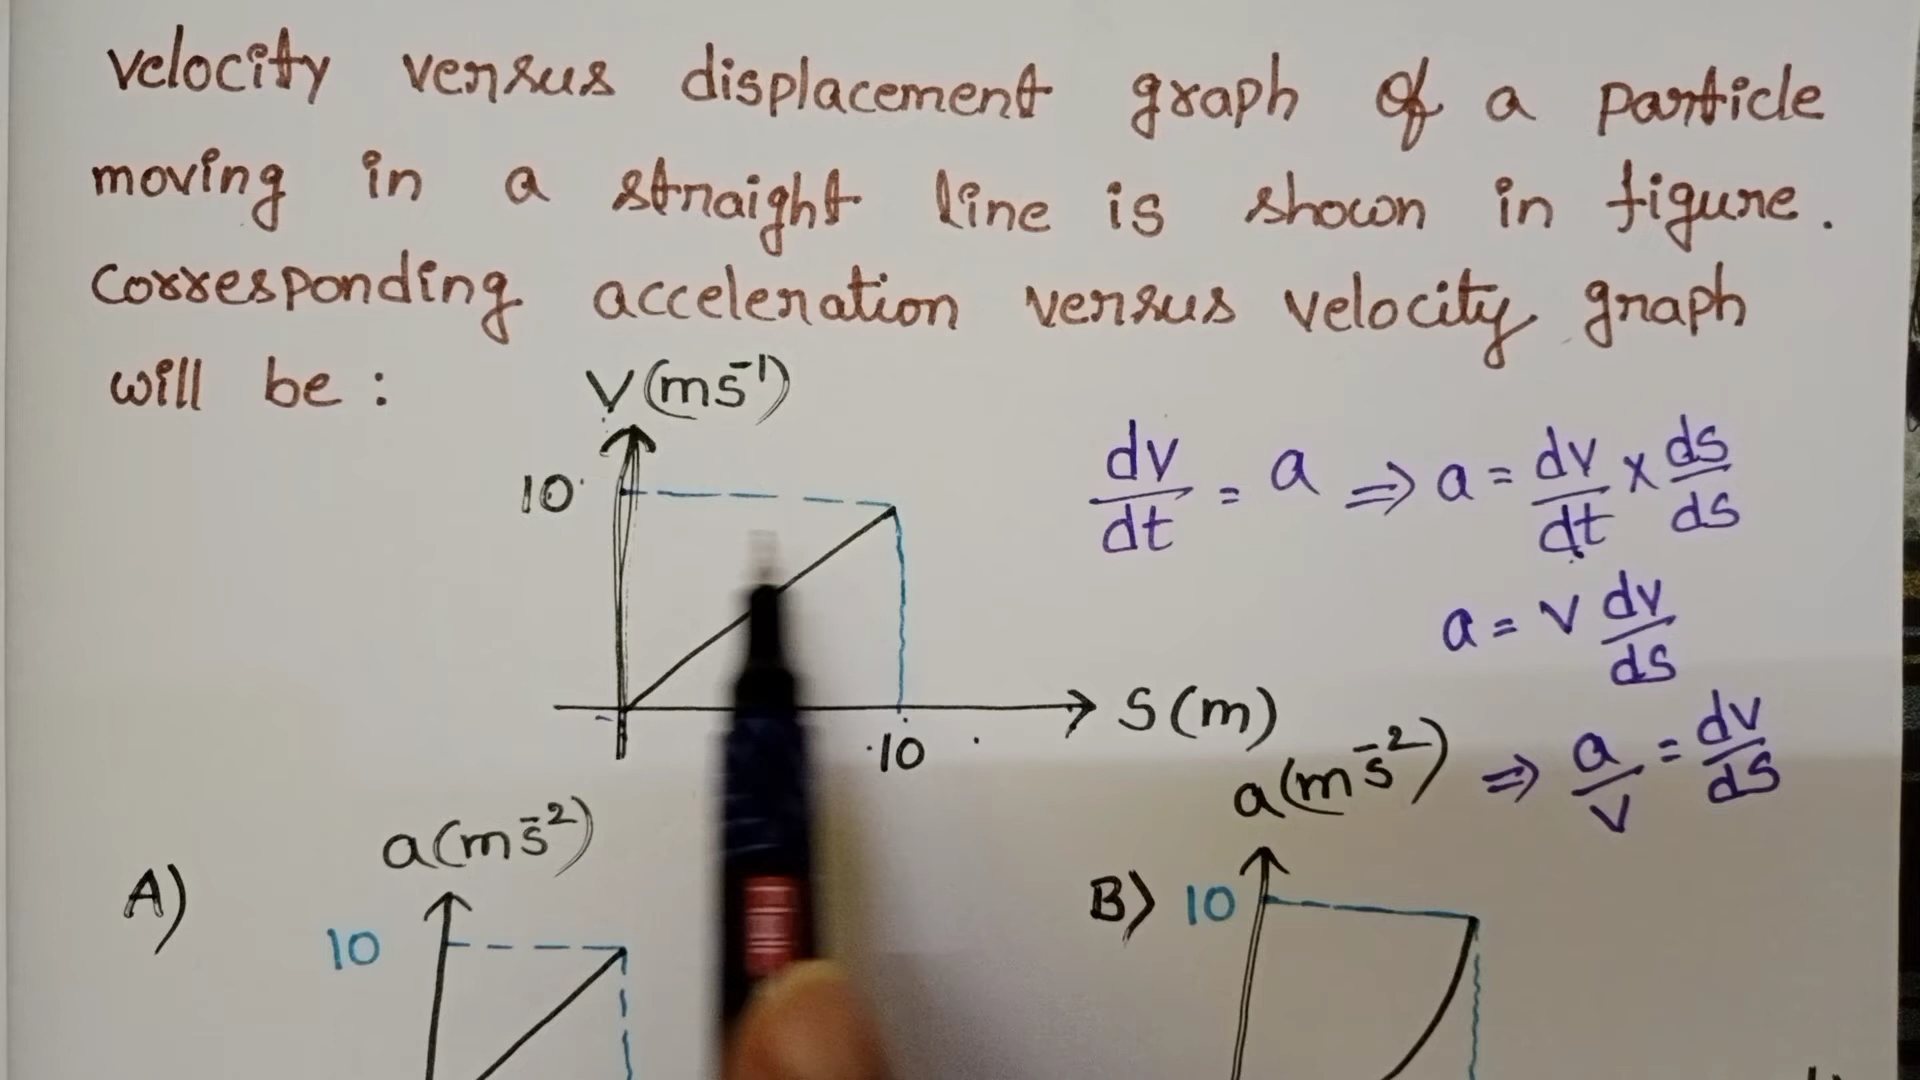 velocity versus displacement graph of a particle
moving in a straight line is shown in figure.
Corresponding acceleration versus velocity graph
will be :
V(ms⁻¹)
10
S(m)
10
dv/dt = a ⇒ a = dv/dt × ds/ds
a = v dv/ds
⇒ a/v = dv/ds
A)
a(ms⁻²)
10
B)
a(ms⁻²)
10